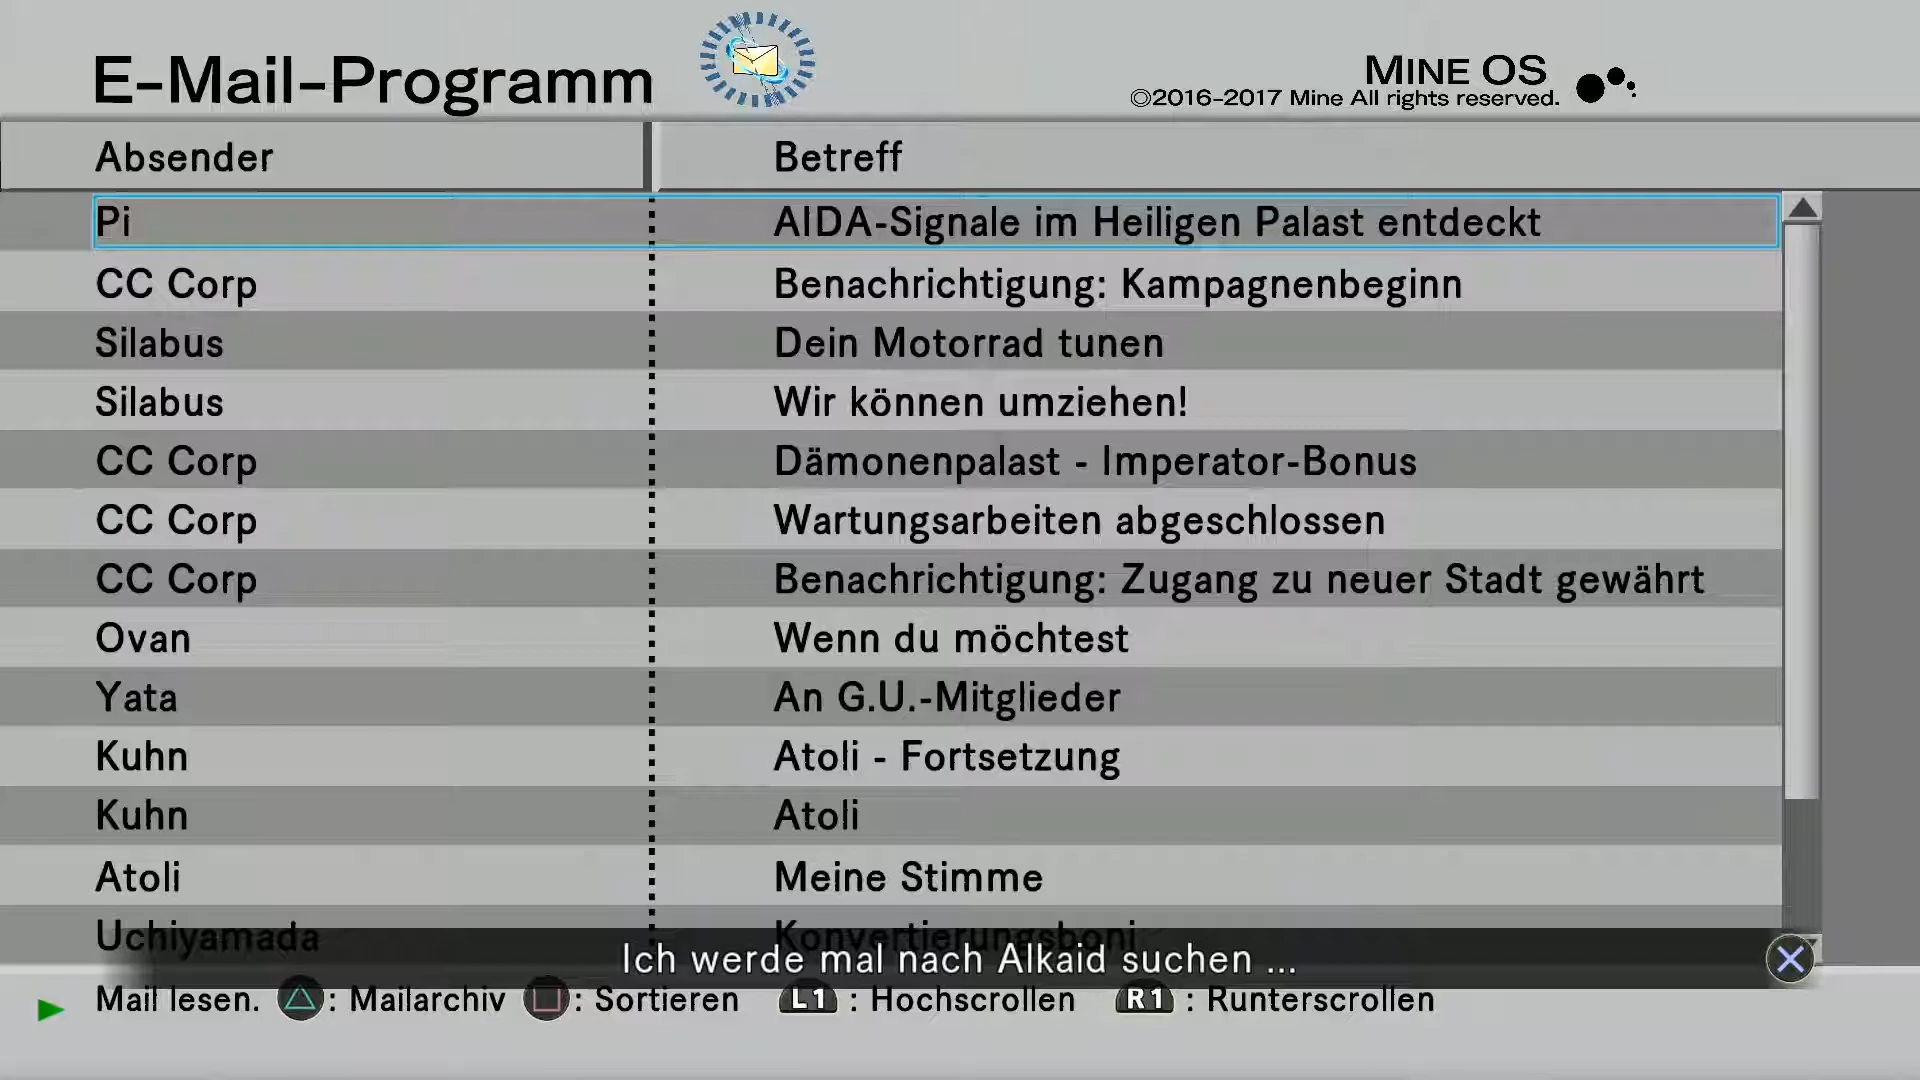 E-Mail-Programm
MINE OS
©2016-2017 Mine All rights reserved.
Absender Betreff
Pi AIDA-Signale im Heiligen Palast entdeckt
CC Corp Benachrichtigung: Kampagnenbeginn
Silabus Dein Motorrad tunen
Silabus Wir können umziehen!
CC Corp Dämonenpalast - Imperator-Bonus
CC Corp Wartungsarbeiten abgeschlossen
CC Corp Benachrichtigung: Zugang zu neuer Stadt gewährt
Ovan Wenn du möchtest
Yata An G.U.-Mitglieder
Kuhn Atoli - Fortsetzung
Kuhn Atoli
Atoli Meine Stimme
Uchiyamada Konvertierungsboni
Ich werde mal nach Alkaid suchen ...
Mail lesen. : Mailarchiv : Sortieren L1 : Hochscrollen R1 : Runterscrollen